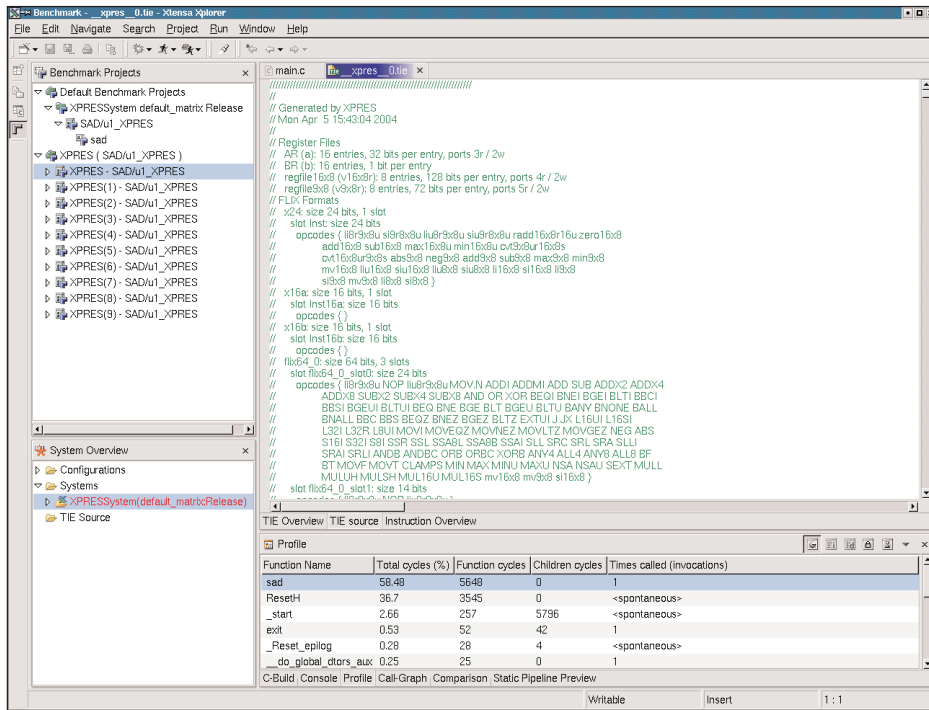 Benchmark - __xpres__0.tie - Xtensa Xplorer
File Edit Navigate Search Project Run Window Help
Benchmark Projects ×
Default Benchmark Projects
XPRESSystem default_matrix Release
SAD/u1_XPRES
sad
XPRES ( SAD/u1_XPRES )
XPRES - SAD/u1_XPRES
XPRES(1) - SAD/u1_XPRES
XPRES(2) - SAD/u1_XPRES
XPRES(3) - SAD/u1_XPRES
XPRES(4) - SAD/u1_XPRES
XPRES(5) - SAD/u1_XPRES
XPRES(6) - SAD/u1_XPRES
XPRES(7) - SAD/u1_XPRES
XPRES(8) - SAD/u1_XPRES
XPRES(9) - SAD/u1_XPRES
System Overview ×
Configurations
Systems
XPRESSystem(default_matrix:Release)
TIE Source
main.c __xpres__0.tie ×
//
// Generated by XPRES
// Mon Apr 5 15:43:04 2004
//
// Register Files
// AR (a): 16 entries, 32 bits per entry, ports 3r / 2w
// BR (b): 16 entries, 1 bit per entry
// regfile16x8 (v16x8r): 8 entries, 128 bits per entry, ports 4r / 2w
// regfile9x8 (v9x8r): 8 entries, 72 bits per entry, ports 5r / 2w
// FLIX Formats
// x24: size 24 bits, 1 slot
// slot Inst: size 24 bits
// opcodes { li8r9x8u si9r8x8u liu8r9x8u siu9r8x8u radd16x8r16u zero16x8
// add16x8 sub16x8 max16x8u min16x8u cvt9x8ur16x8s
// cvt16x8ur9x8s abs9x8 neg9x8 add9x8 sub9x8 max9x8 min9x8
// mv16x8 liu16x8 siu16x8 liu8x8 siu8x8 li16x8 si16x8 li9x8
// si9x8 mv9x8 li8x8 si8x8 }
// x16a: size 16 bits, 1 slot
// slot Inst16a: size 16 bits
// opcodes { }
// x16b: size 16 bits, 1 slot
// slot Inst16b: size 16 bits
// opcodes { }
// flix64_0: size 64 bits, 3 slots
// slot flix64_0_slot0: size 24 bits
// opcodes { li8r9x8u NOP liu8r9x8u MOV.N ADDI ADDMI ADD SUB ADDX2 ADDX4
// ADDX8 SUBX2 SUBX4 SUBX8 AND OR XOR BEQI BNEI BGEI BLTI BBCI
// BBSI BGEUI BLTUI BEQ BNE BGE BLT BGEU BLTU BANY BNONE BALL
// BNALL BBC BBS BEQZ BNEZ BGEZ BLTZ EXTUI J JX L16UI L16SI
// L32I L32R L8UI MOVI MOVEQZ MOVNEZ MOVLTZ MOVGEZ NEG ABS
// S16I S32I S8I SSR SSL SSA8L SSA8B SSAI SLL SRC SRL SRA SLLI
// SRAI SRLI ANDB ANDBC ORB ORBC XORB ANY4 ALL4 ANY8 ALL8 BF
// BT MOVF MOVT CLAMPS MIN MAX MINU MAXU NSA NSAU SEXT MULL
// MULUH MULSH MUL16U MUL16S mv16x8 mv9x8 si16x8 }
// slot flix64_0_slot1: size 14 bits
TIE Overview TIE source Instruction Overview
Profile ×
Function Name Total cycles (%) Function cycles Children cycles Times called (invocations)
sad 58.48 5648 0 1
ResetH 36.7 3545 0 <spontaneous>
_start 2.66 257 5796 <spontaneous>
exit 0.53 52 42 1
_Reset_epilog 0.28 28 4 <spontaneous>
__do_global_dtors_aux 0.25 25 0 1
C-Build Console Profile Call-Graph Comparison Static Pipeline Preview
Writable Insert 1 : 1